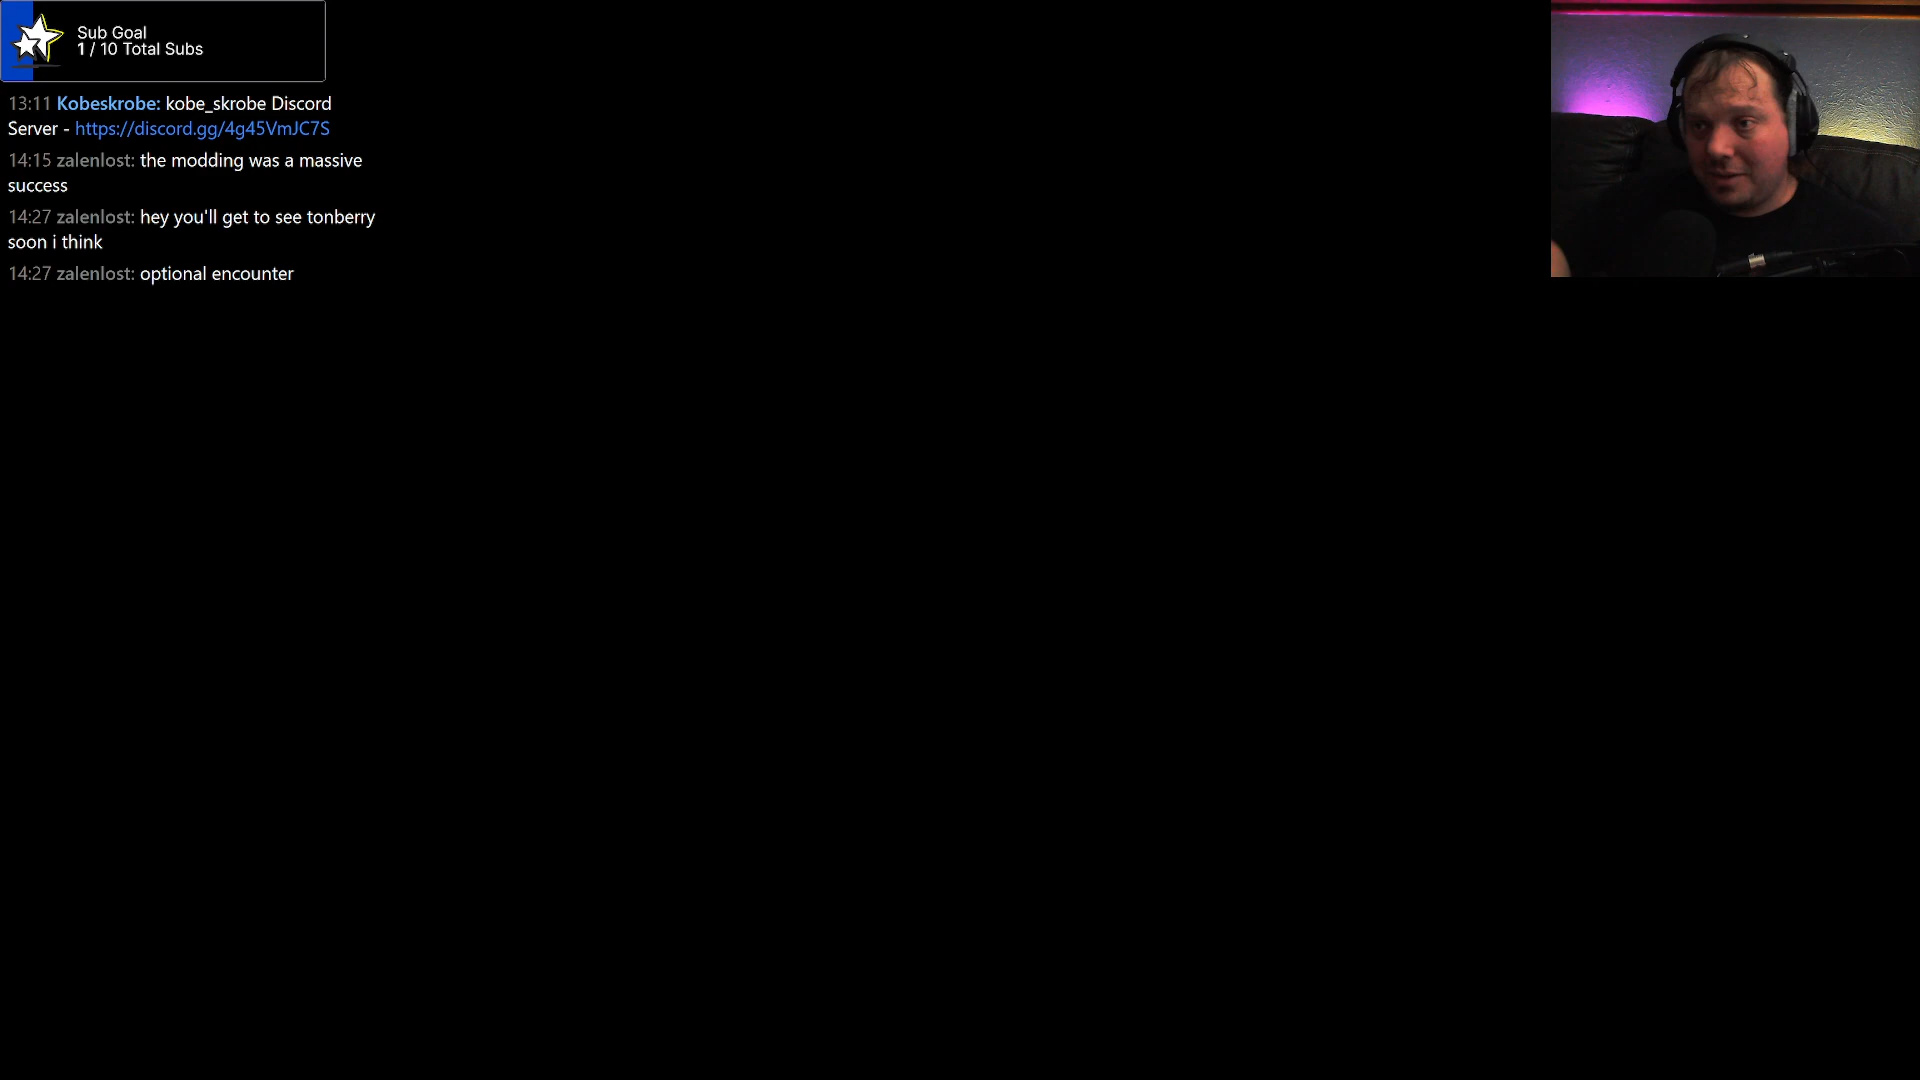 Sub Goal
1 / 10 Total Subs
13:11 Kobeskrobe: kobe_skrobe Discord
Server - https://discord.gg/4g45VmJC7S
14:15 zalenlost: the modding was a massive
success
14:27 zalenlost: hey you'll get to see tonberry
soon i think
14:27 zalenlost: optional encounter